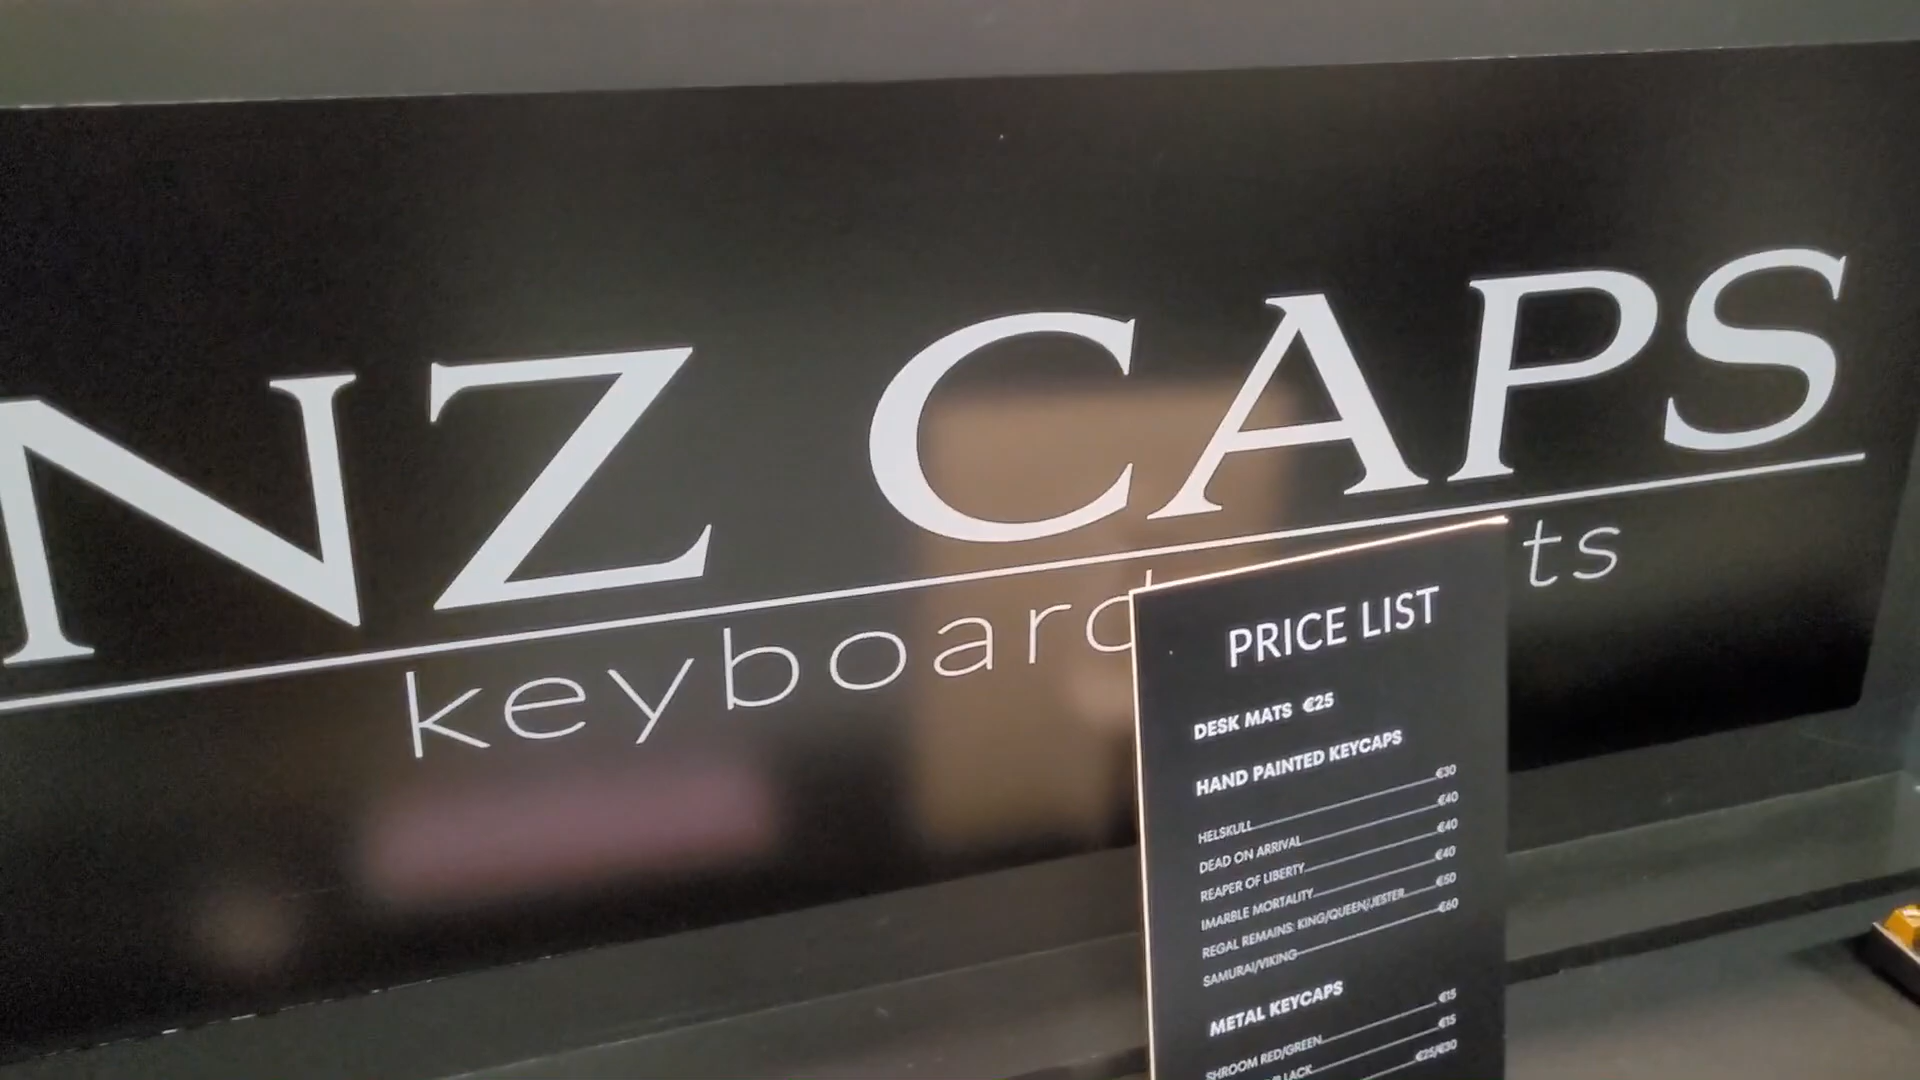 NZ CAPS
keyboard ts
PRICE LIST
DESK MATS €25
HAND PAINTED KEYCAPS
HELSKULL €30
DEAD ON ARRIVAL €40
REAPER OF LIBERTY €40
IMARBLE MORTALITY €40
REGAL REMAINS: KING/QUEEN/JESTER €50
SAMURAI/VIKING €60
METAL KEYCAPS
SHROOM RED/GREEN €15
LACK €15
€25/€30